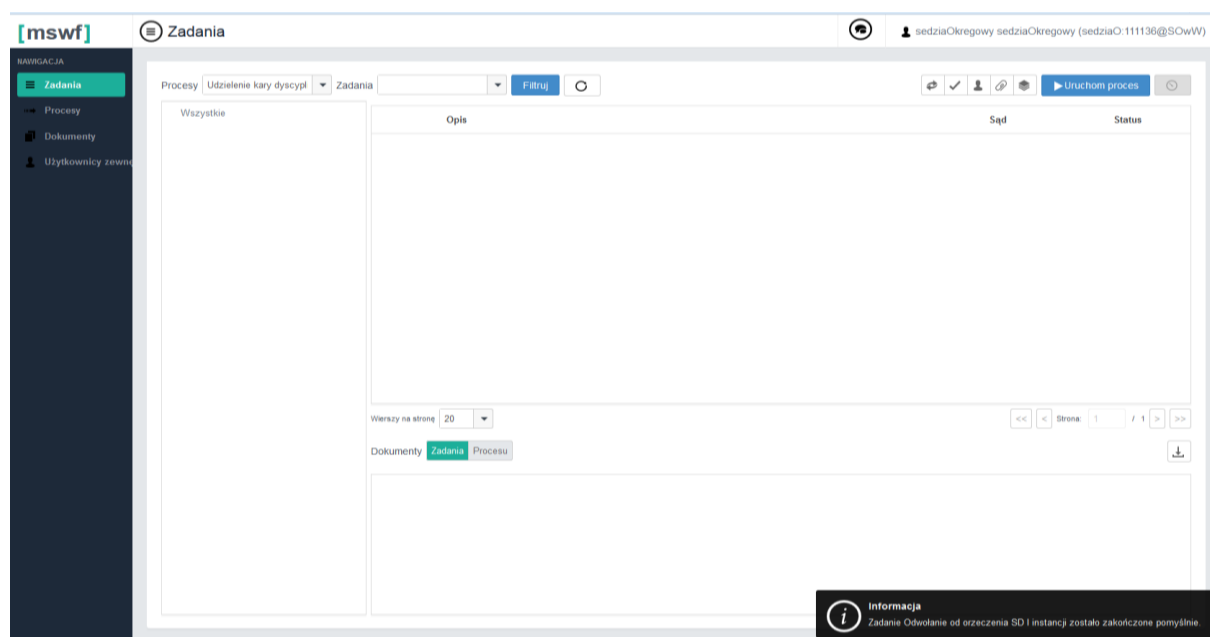 [mswf]
Zadania
sedziaOkregowy sedziaOkregowy (sedziaO:111136@SOwW)
NAWIGACJA
Zadania
Procesy
Dokumenty
Użytkownicy zewnę
Procesy Udzielenie kary dyscypl Zadania Filtruj Uruchom proces
Wszystkie
Opis Sąd Status
Wierszy na stronę 20 << < Strona: 1 / 1 > >>
Dokumenty Zadania Procesu
Informacja
Zadanie Odwołanie od orzeczenia SD I instancji zostało zakończone pomyślnie.